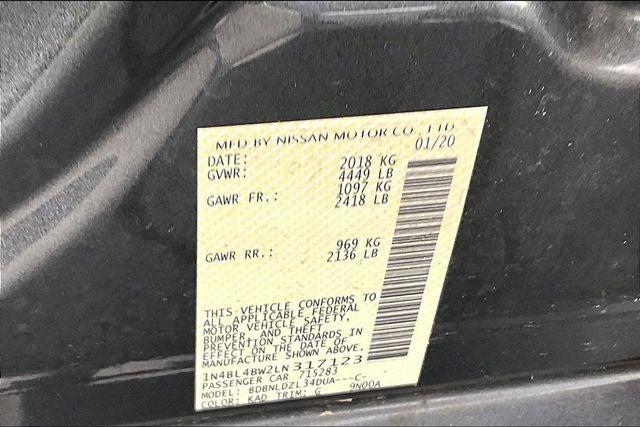 MFD BY NISSAN MOTOR CO., LTD
DATE: 01/20
GVWR: 2018 KG
4449 LB
GAWR FR.: 1097 KG
2418 LB
GAWR RR.: 969 KG
2136 LB
THIS VEHICLE CONFORMS TO
ALL APPLICABLE FEDERAL
MOTOR VEHICLE SAFETY,
BUMPER, AND THEFT
PREVENTION STANDARDS IN
EFFECT ON THE DATE OF
MANUFACTURE SHOWN ABOVE.
1N4BL4BW2LN317123
PASSENGER CAR 715283
MODEL: BDBNLDZL34DUA---C-
COLOR: KAD TRIM: G 9N00A